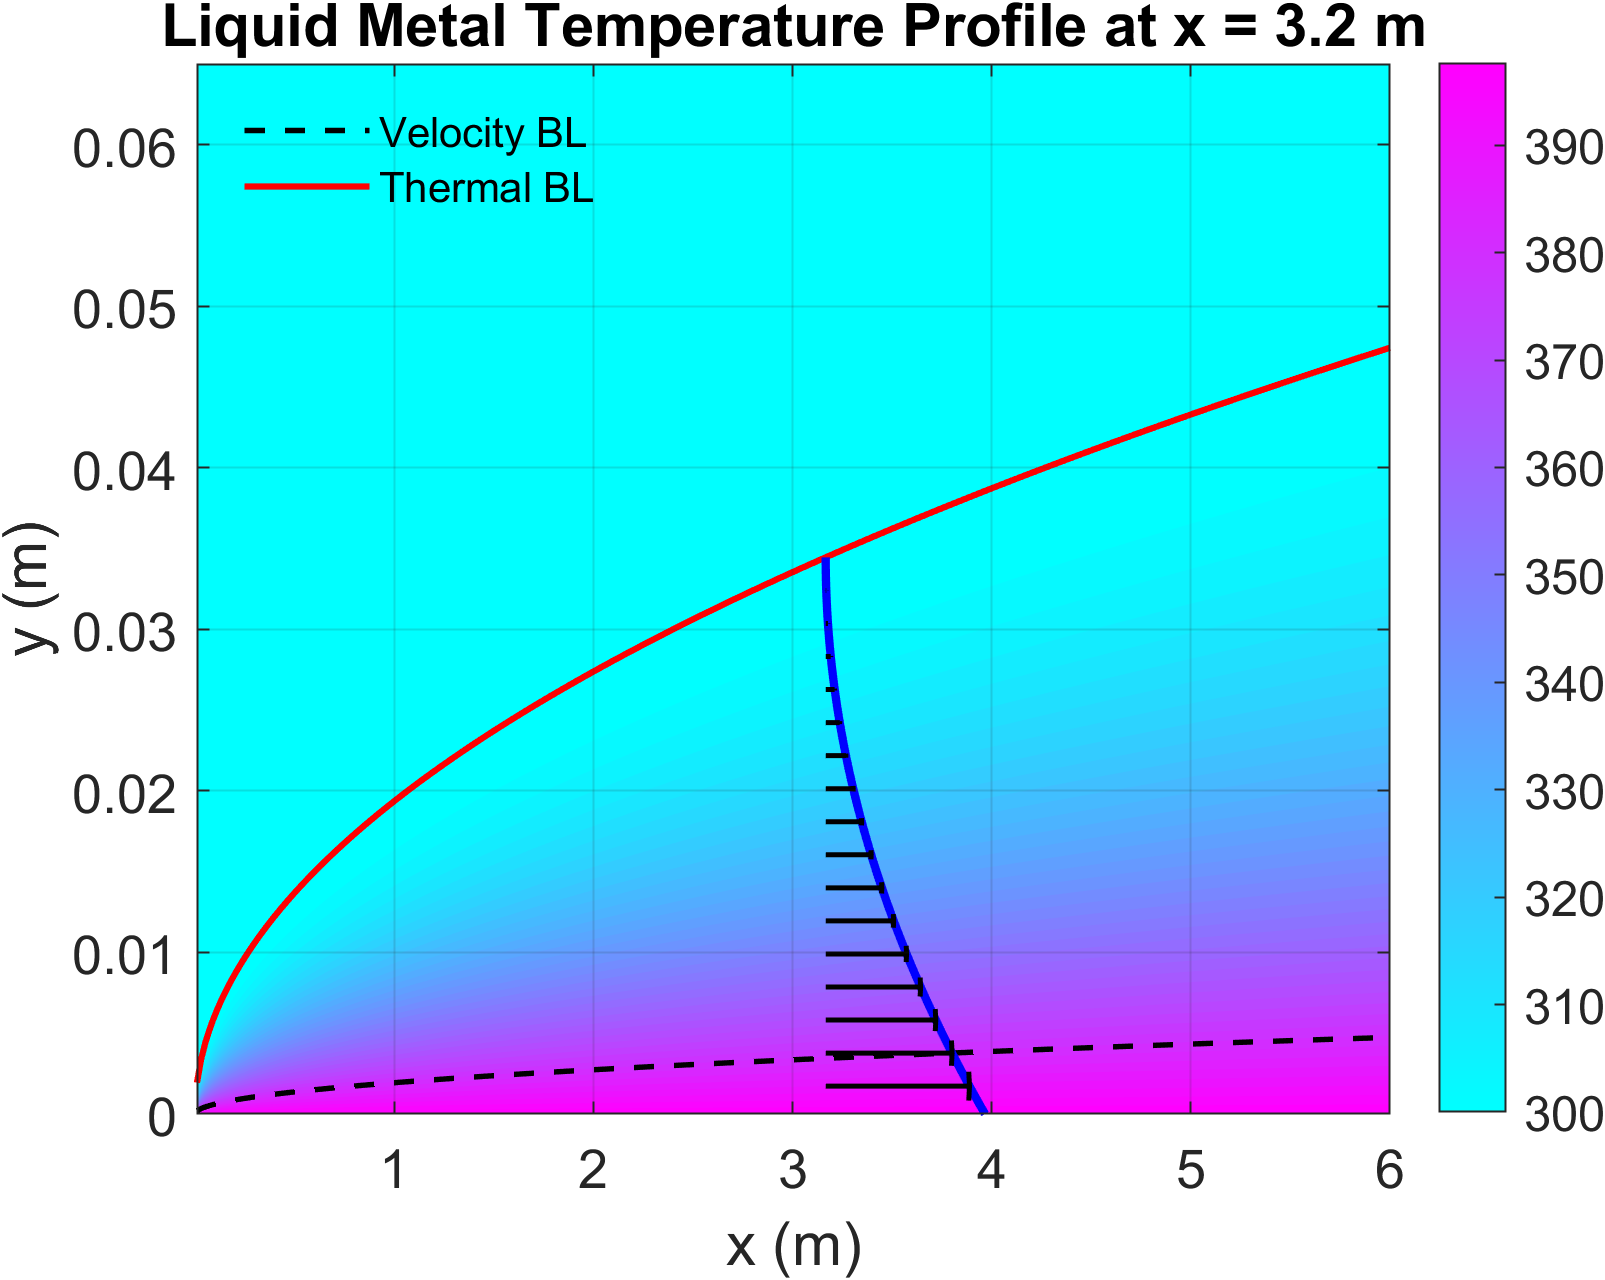 Liquid Metal Temperature Profile at x = 3.2 m
Velocity BL
Thermal BL
0.06
0.05
0.04
0.03
0.02
0.01
0
y (m)
1 2 3 4 5 6
x (m)
390
380
370
360
350
340
330
320
310
300